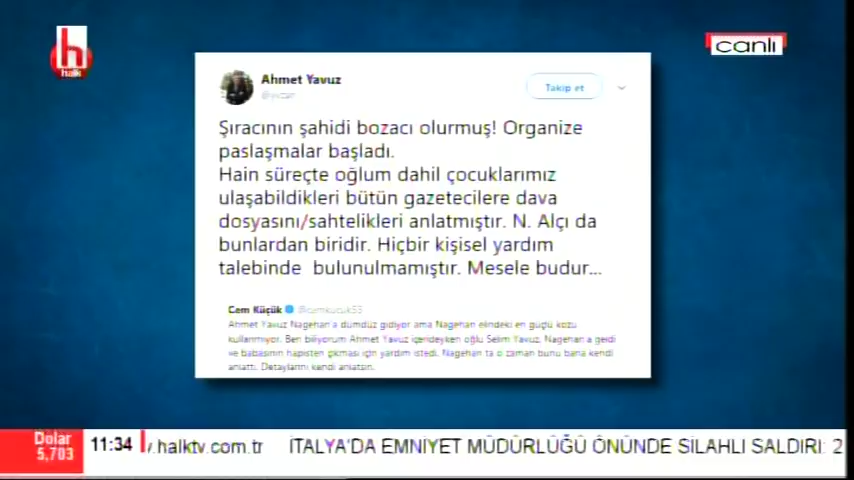 halk
canlı
Ahmet Yavuz
Takip et
Şıracının şahidi bozacı olurmuş! Organize
paslaşmalar başladı.
Hain süreçte oğlum dahil çocuklarımız
ulaşabildikleri bütün gazetecilere dava
dosyasını/sahtelikleri anlatmıştır. N. Alçı da
bunlardan biridir. Hiçbir kişisel yardım
talebinde bulunulmamıştır. Mesele budur...
Cem Küçük @cemkucuk55
Ahmet Yavuz Nagehan'a dümdüz gidiyor ama Nagehan elindeki en güçlü kozu
kullanmıyor. Ben biliyorum Ahmet Yavuz içerideyken oğlu Selim Yavuz, Nagehan'a geldi
ve babasının hapisten çıkması için yardım istedi. Nagehan ta o zaman bunu bana kendi
anlattı. Detaylarını kendi anlatsın.
Dolar
5,703
11:34
/.halktv.com.tr İTALYA'DA EMNİYET MÜDÜRLÜĞÜ ÖNÜNDE SİLAHLI SALDIRI: 2